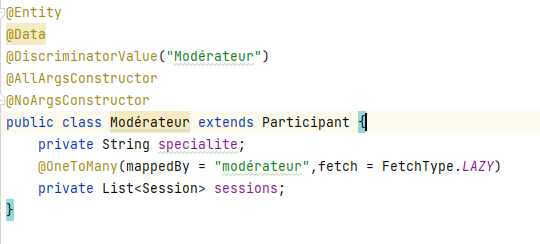 @Entity
@Data
@DiscriminatorValue("Modérateur")
@AllArgsConstructor
@NoArgsConstructor
public class Modérateur extends Participant {
    private String specialite;
    @OneToMany(mappedBy = "modérateur",fetch = FetchType.LAZY)
    private List<Session> sessions;
}